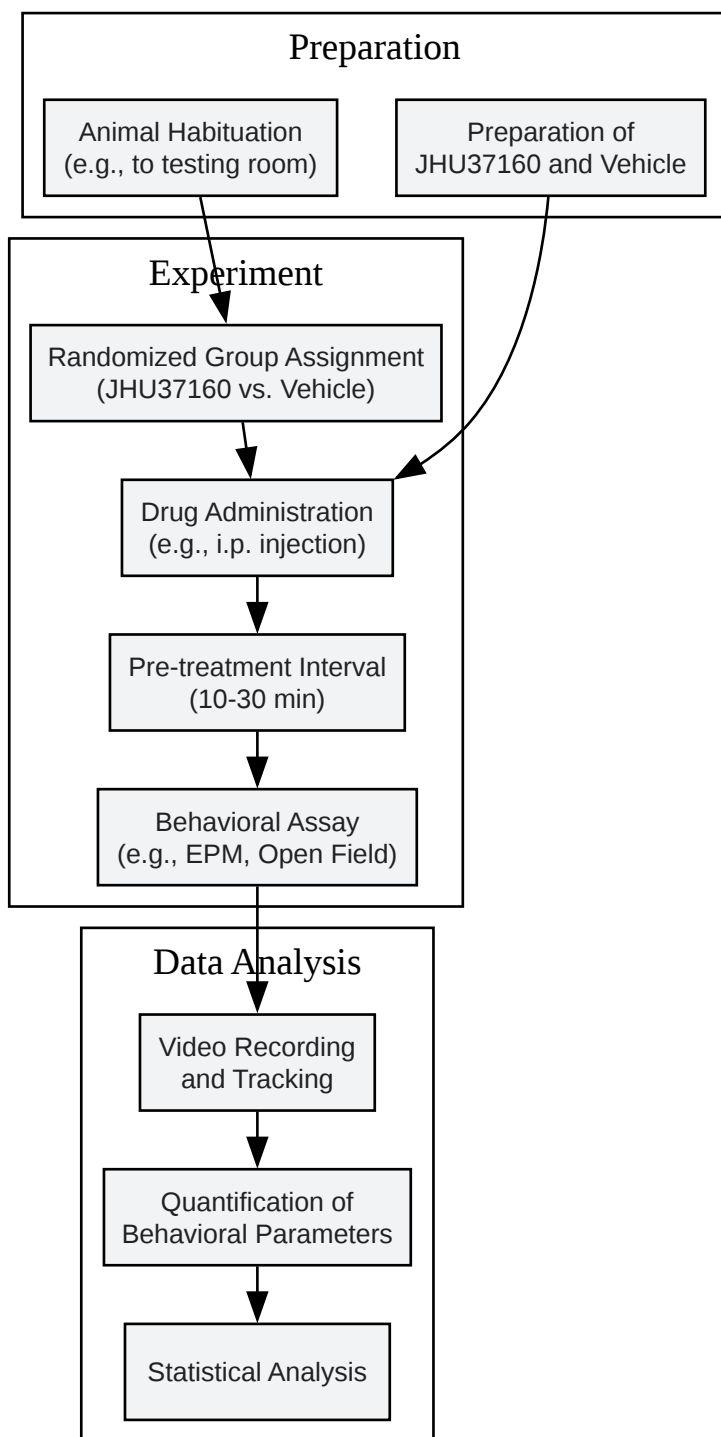 Preparation
Animal Habituation
(e.g., to testing room)
Preparation of
JHU37160 and Vehicle
Experiment
Randomized Group Assignment
(JHU37160 vs. Vehicle)
Drug Administration
(e.g., i.p. injection)
Pre-treatment Interval
(10-30 min)
Behavioral Assay
(e.g., EPM, Open Field)
Data Analysis
Video Recording
and Tracking
Quantification of
Behavioral Parameters
Statistical Analysis